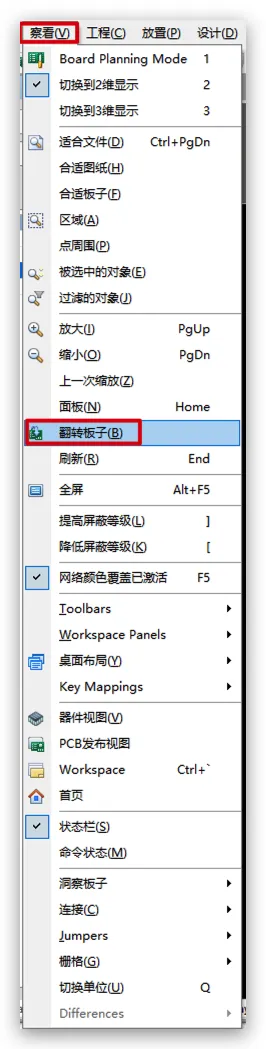 察看(V) 工程(C) 放置(P) 设计(D)
Board Planning Mode 1
切换到2维显示 2
切换到3维显示 3
适合文件(D) Ctrl+PgDn
合适图纸(H)
合适板子(F)
区域(A)
点周围(P)
被选中的对象(E)
过滤的对象(J)
放大(I) PgUp
缩小(O) PgDn
上一次缩放(Z)
面板(N) Home
翻转板子(B)
刷新(R) End
全屏 Alt+F5
提高屏蔽等级(L) ]
降低屏蔽等级(K) [
网络颜色覆盖已激活 F5
Toolbars
Workspace Panels
桌面布局(Y)
Key Mappings
器件视图(V)
PCB发布视图
Workspace Ctrl+`
首页
状态栏(S)
命令状态(M)
洞察板子
连接(C)
Jumpers
栅格(G)
切换单位(U) Q
Differences